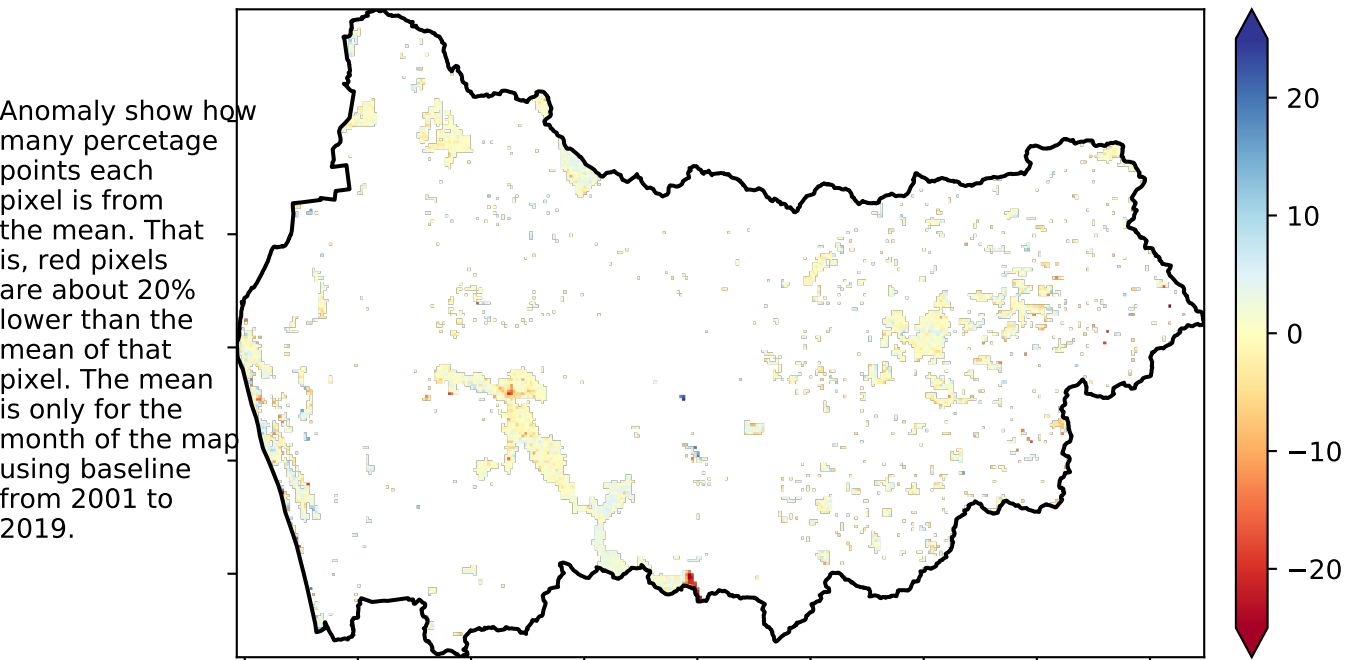 Anomaly show how
many percetage
points each
pixel is from
the mean. That
is, red pixels
are about 20%
lower than the
mean of that
pixel. The mean
is only for the
month of the map
using baseline
from 2001 to
2019.
20
10
0
−10
−20